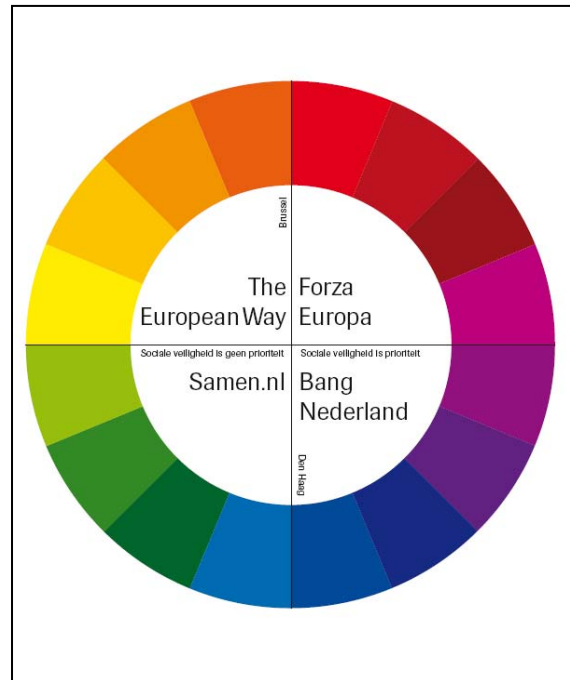 Brussel
The
European Way
Forza
Europa
Sociale veiligheid is geen prioriteit
Sociale veiligheid is prioriteit
Samen.nl
Bang
Nederland
Den Haag